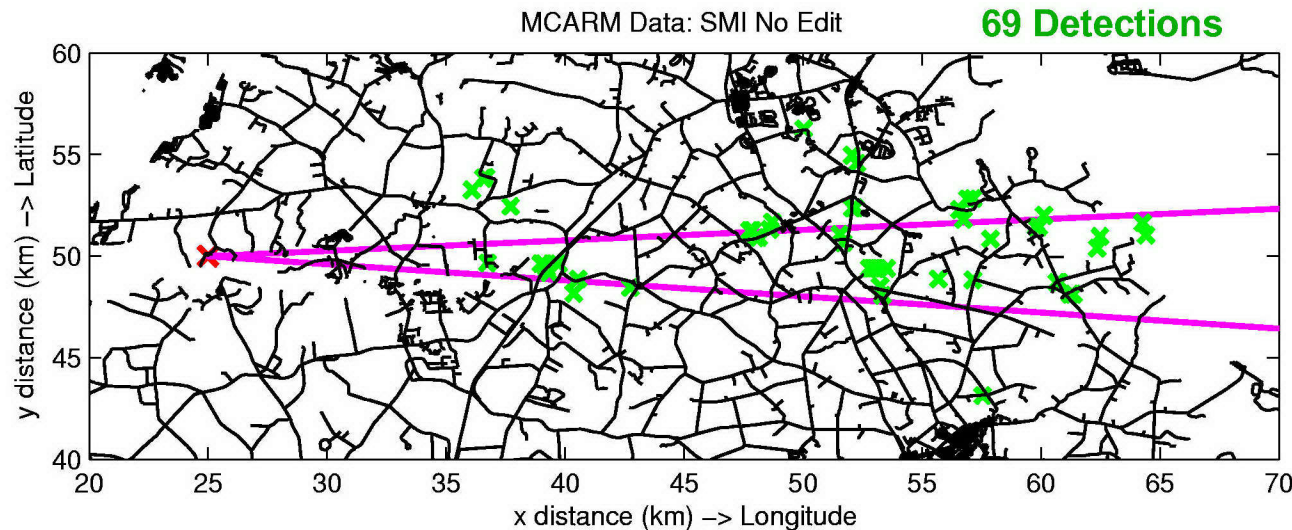 MCARM Data: SMI No Edit
69 Detections
60
55
50
45
40
y distance (km) −> Latitude
20 25 30 35 40 45 50 55 60 65 70
x distance (km) −> Longitude